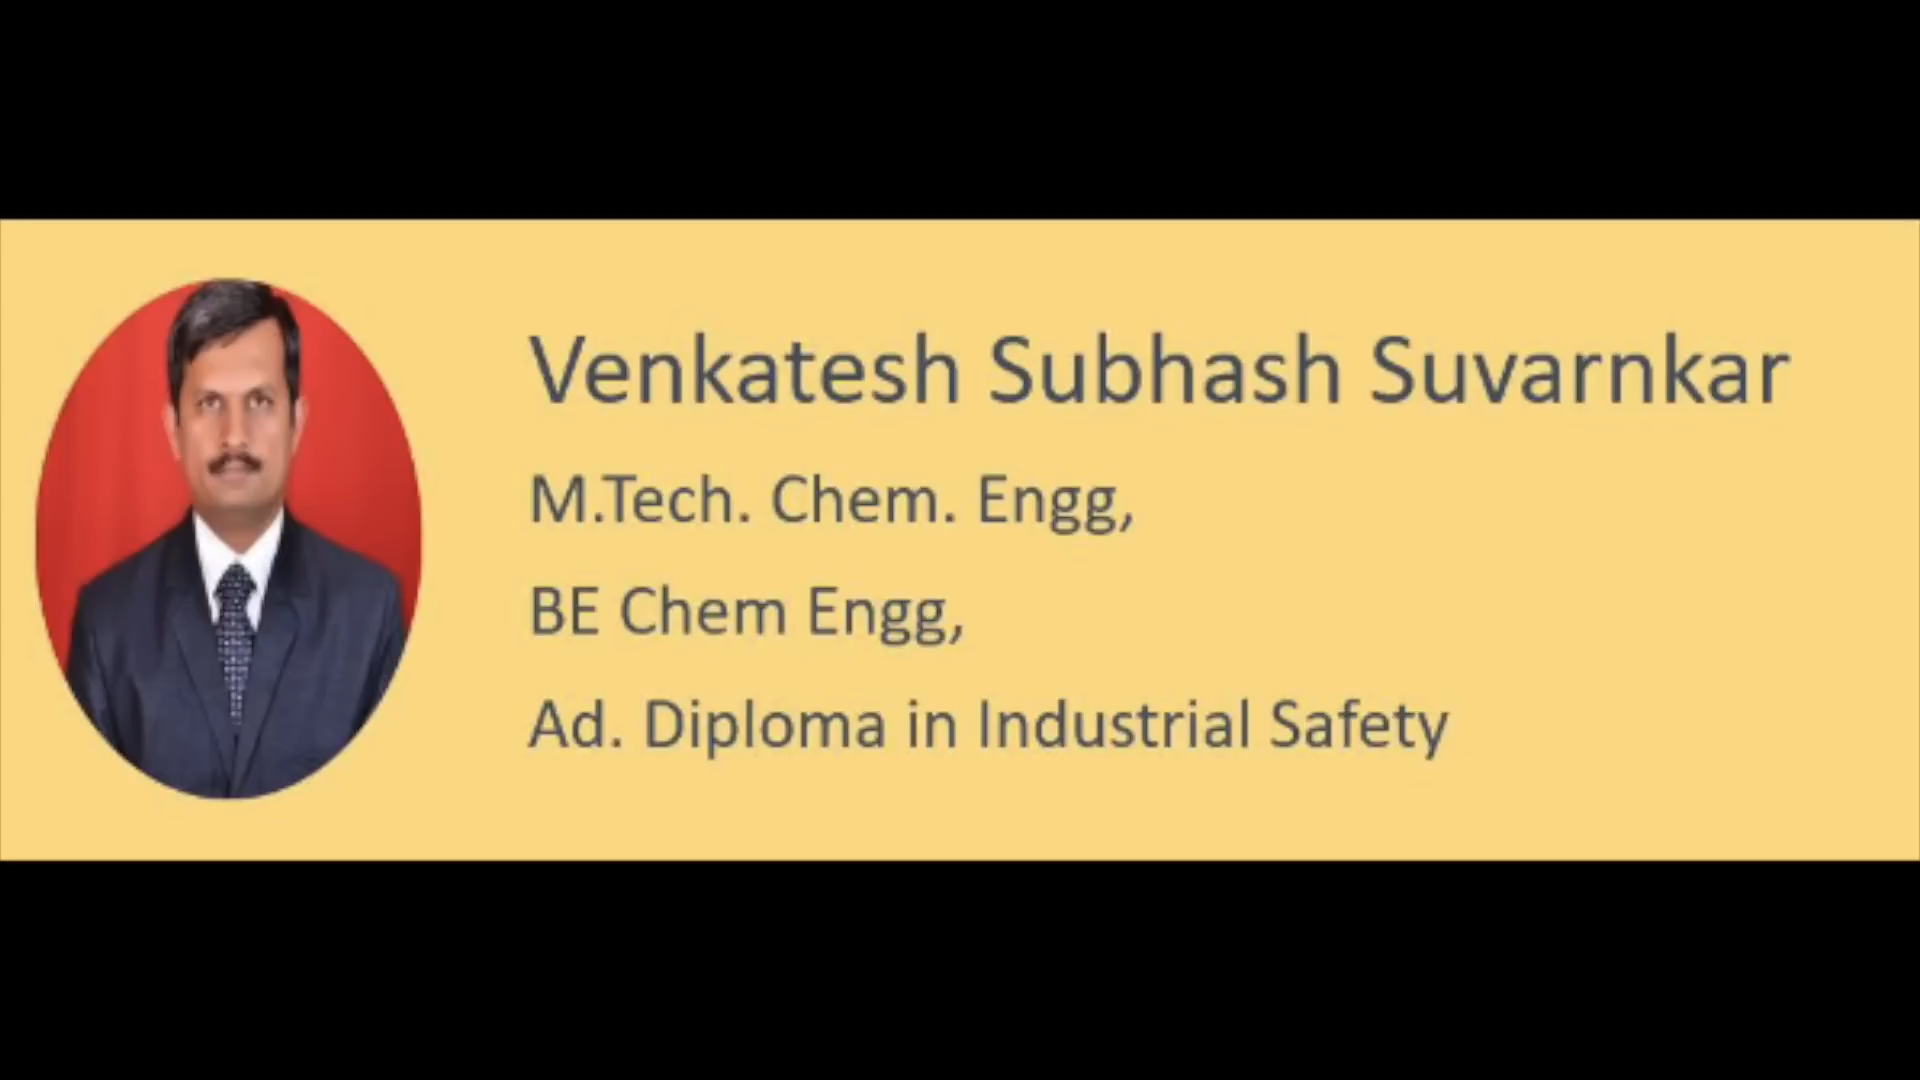 Venkatesh Subhash Suvarnkar
M.Tech. Chem. Engg,
BE Chem Engg,
Ad. Diploma in Industrial Safety